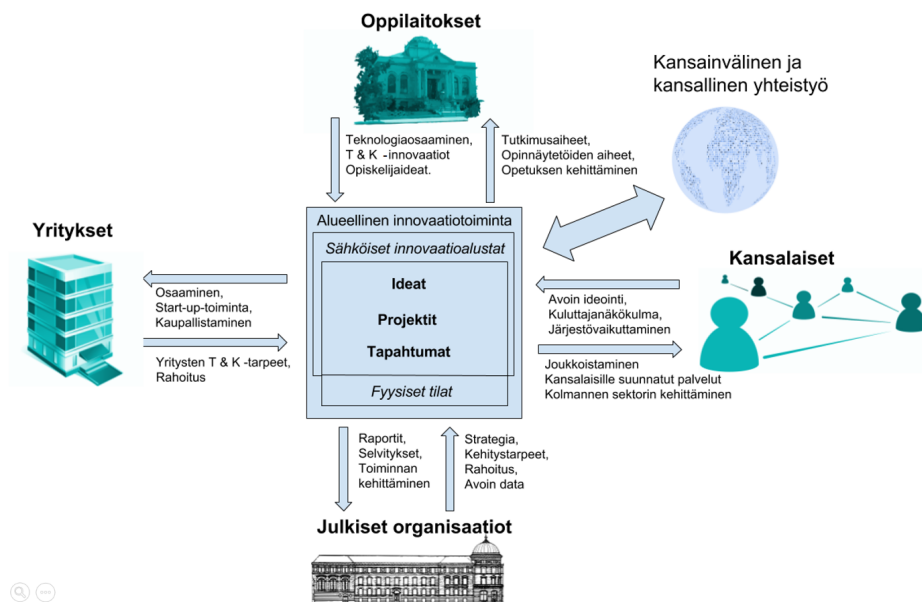 Oppilaitokset
Kansainvälinen ja
kansallinen yhteistyö
Teknologiaosaaminen,
T & K -innovaatiot
Opiskelijaideat.
Tutkimusaiheet,
Opinnäytetöiden aiheet,
Opetuksen kehittäminen
Alueellinen innovaatiotoiminta
Sähköiset innovaatioalustat
Ideat
Projektit
Tapahtumat
Fyysiset tilat
Yritykset
Osaaminen,
Start-up-toiminta,
Kaupallistaminen
Yritysten T & K -tarpeet,
Rahoitus
Kansalaiset
Avoin ideointi,
Kuluttajanäkökulma,
Järjestövaikuttaminen
Joukkoistaminen
Kansalaisille suunnatut palvelut
Kolmannen sektorin kehittäminen
Raportit,
Selvitykset,
Toiminnan
kehittäminen
Strategia,
Kehitystarpeet,
Rahoitus,
Avoin data
Julkiset organisaatiot